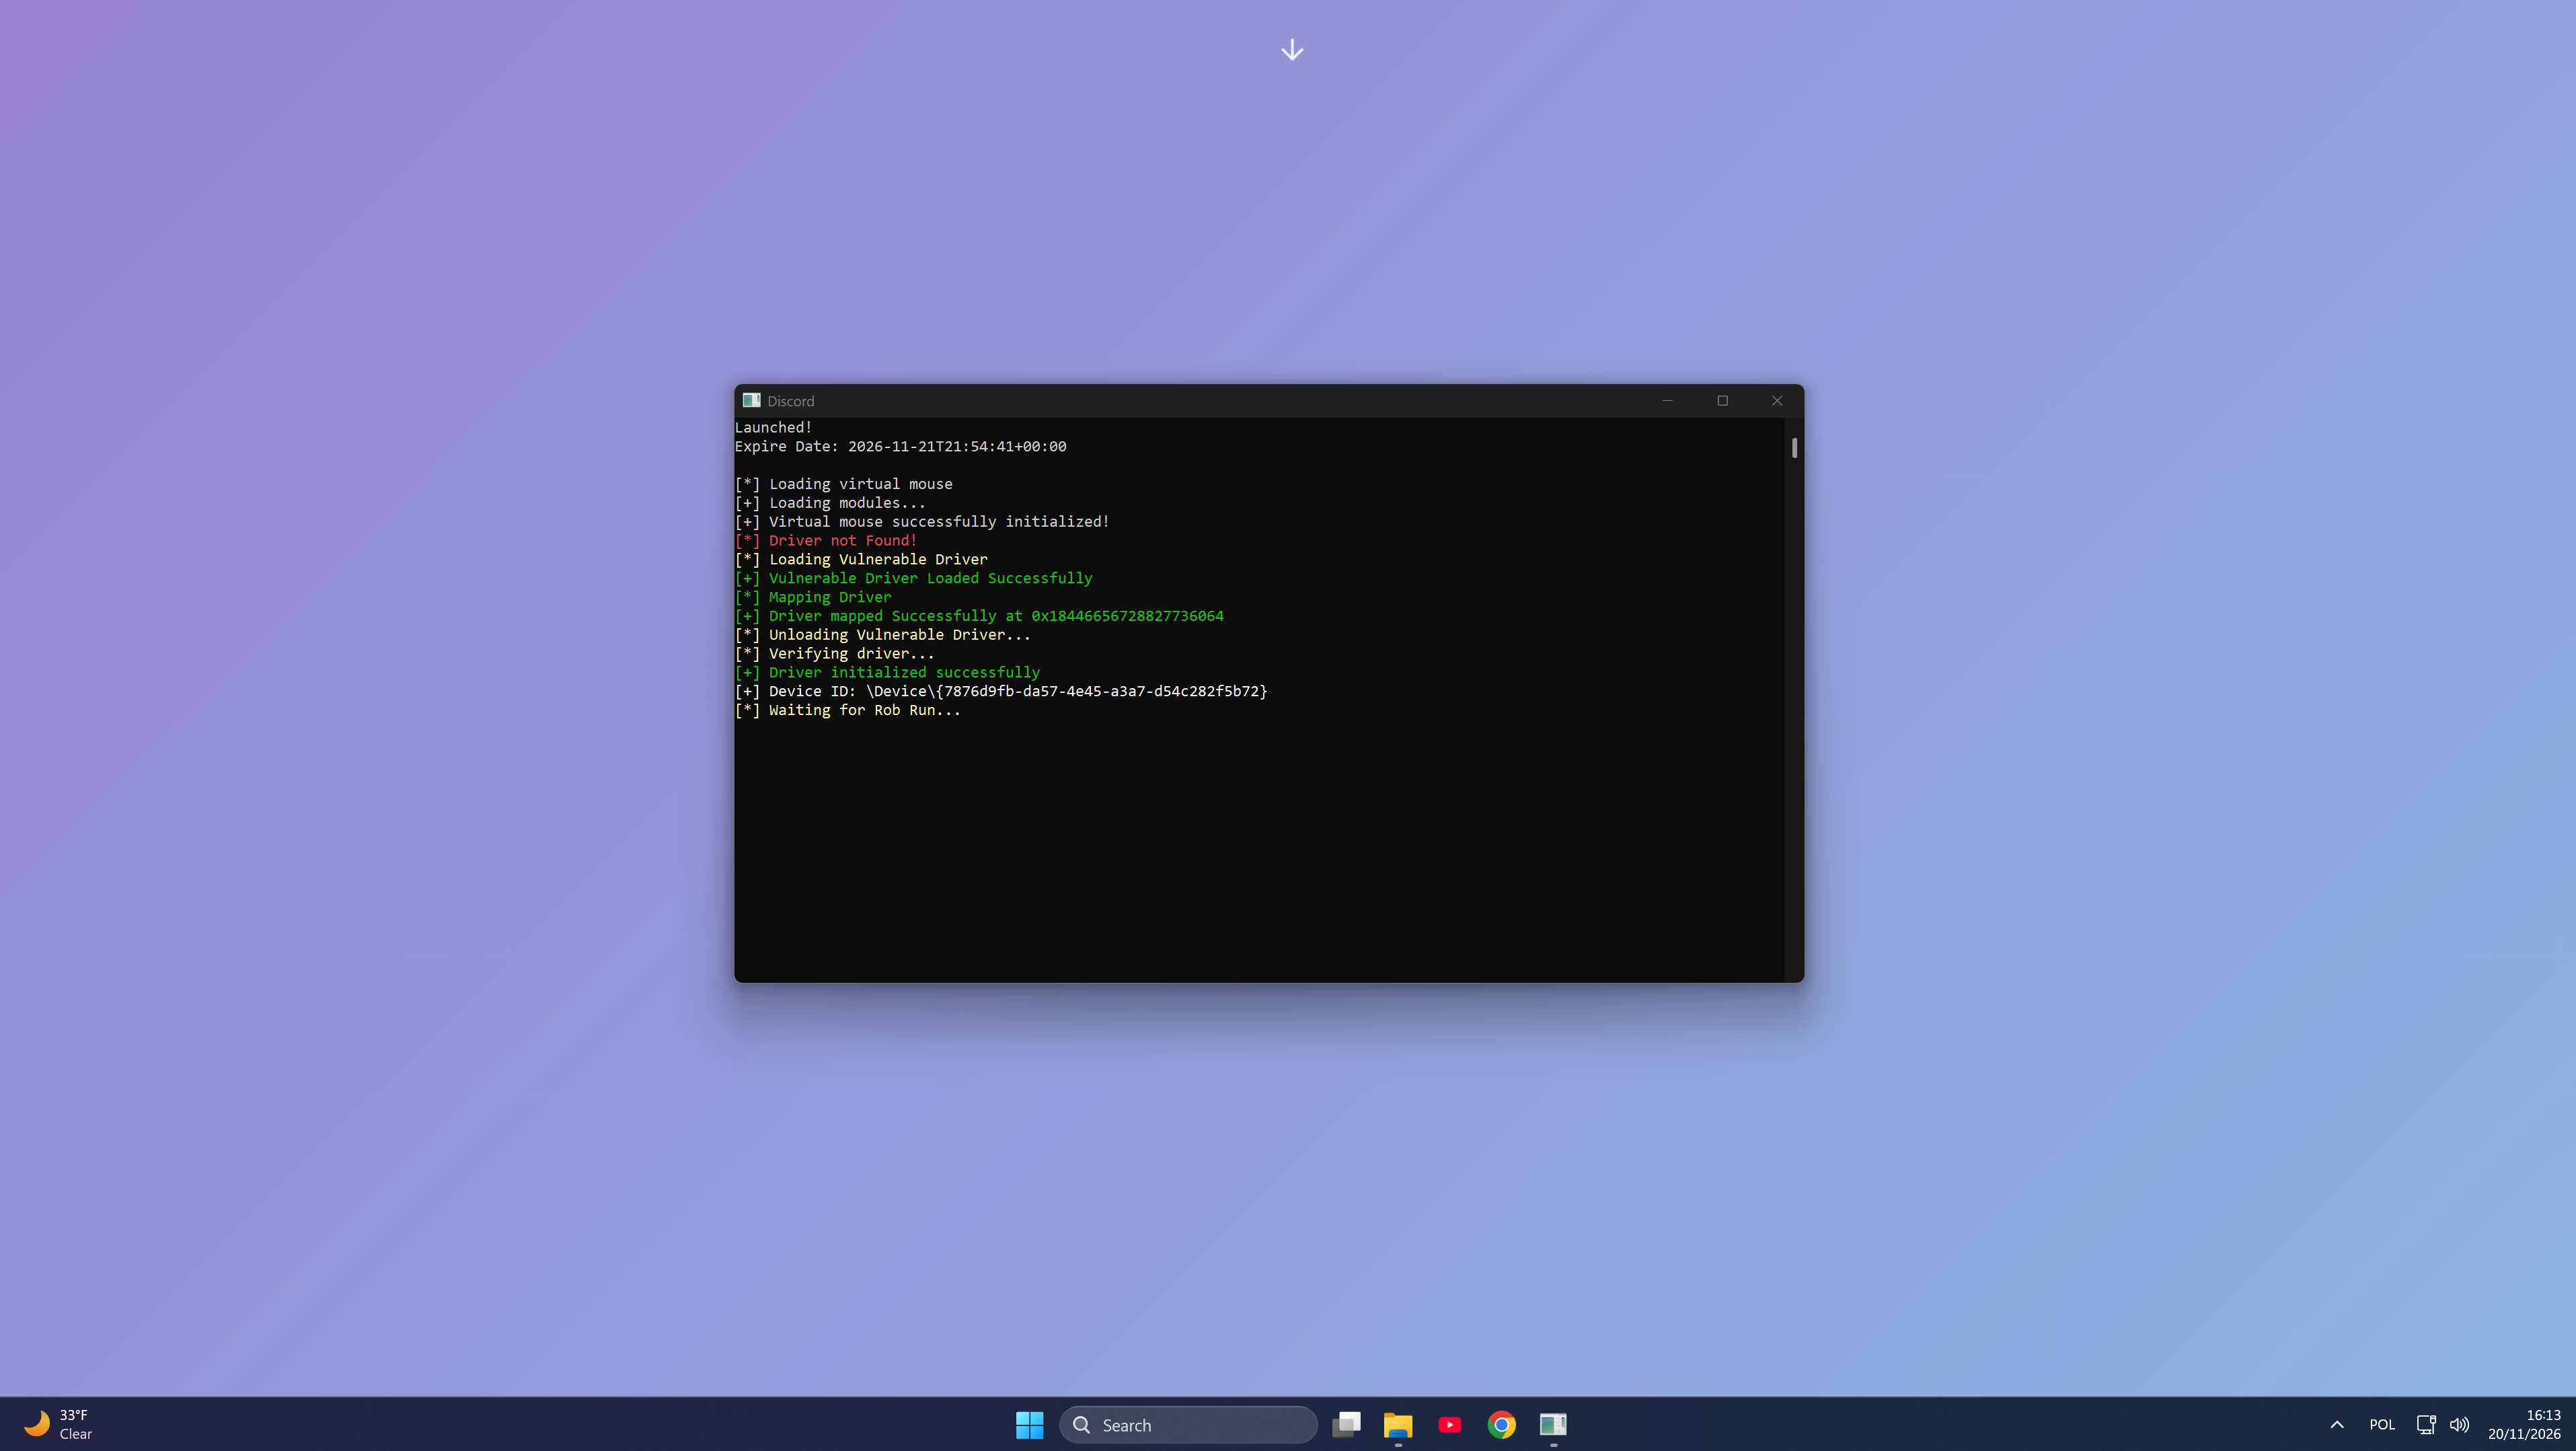 Discord
Launched!
Expire Date: 2026-11-21T21:54:41+00:00
[*] Loading virtual mouse
[+] Loading modules...
[+] Virtual mouse successfully initialized!
[*] Driver not Found!
[*] Loading Vulnerable Driver
[+] Vulnerable Driver Loaded Successfully
[*] Mapping Driver
[+] Driver mapped Successfully at 0x18446656728827736064
[*] Unloading Vulnerable Driver...
[*] Verifying driver...
[+] Driver initialized successfully
[+] Device ID: \Device\{7876d9fb-da57-4e45-a3a7-d54c282f5b72}
[*] Waiting for Rob Run...
33°F
Clear
Search
POL
16:13
20/11/2026